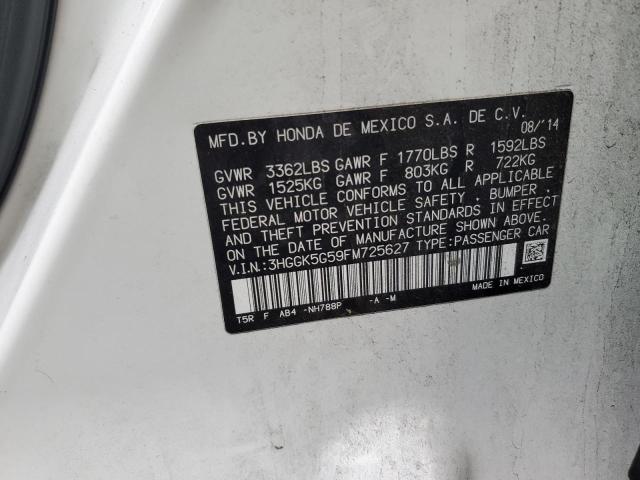 MFD.BY HONDA DE MEXICO S.A. DE C.V.
08/'14
GVWR 3362LBS GAWR F 1770LBS R 1592LBS
GVWR 1525KG GAWR F 803KG R 722KG
THIS VEHICLE CONFORMS TO ALL APPLICABLE
FEDERAL MOTOR VEHICLE SAFETY, BUMPER,
AND THEFT PREVENTION STANDARDS IN EFFECT
ON THE DATE OF MANUFACTURE SHOWN ABOVE.
V.I.N.:3HGGK5G59FM725627 TYPE:PASSENGER CAR
T5R F AB4 -NH788P -A -M
MADE IN MEXICO